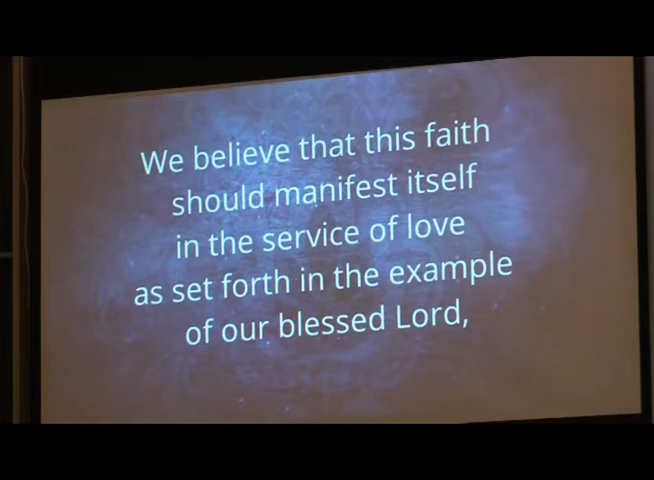 We believe that this faith
should manifest itself
in the service of love
as set forth in the example
of our blessed Lord,